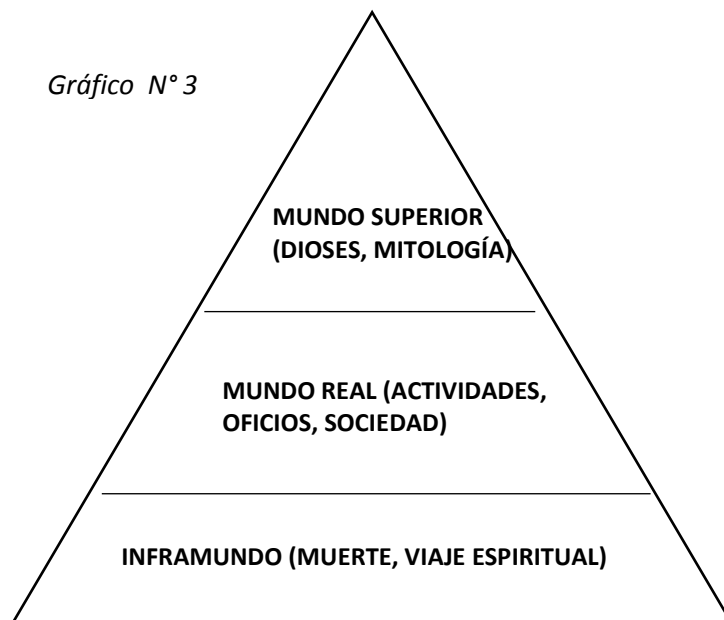 Gráfico N° 3
MUNDO SUPERIOR
(DIOSES, MITOLOGÍA)
MUNDO REAL (ACTIVIDADES,
OFICIOS, SOCIEDAD)
INFRAMUNDO (MUERTE, VIAJE ESPIRITUAL)